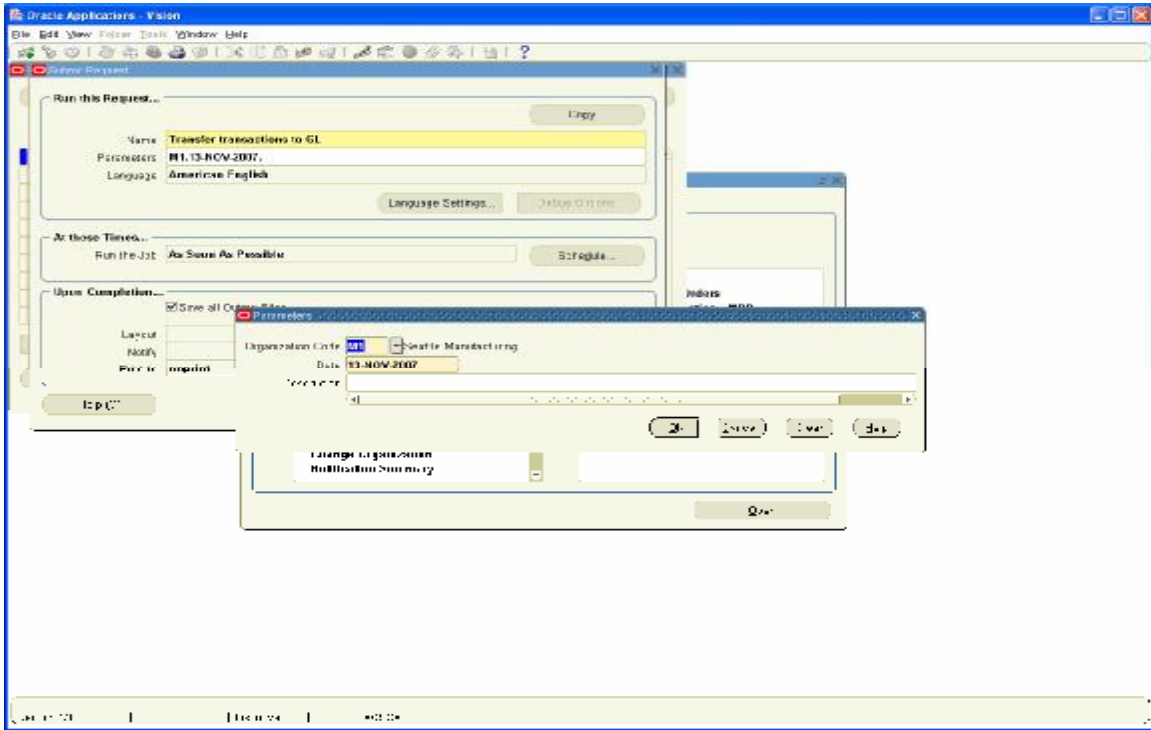 Oracle Applications - Vision
File Edit View Folder Tools Window Help
Submit Request
Run this Request...
Copy
Name Transfer transactions to GL
Parameters M1.13-NOV-2007.
Language American English
Language Settings... Debug Options
At these Times...
Run the Job As Soon As Possible Schedule...
Upon Completion...
Save all Output Files
Layout
Notify
Print to noprint
Parameters
Organization Code M1 Seattle Manufacturing
Date 13-NOV-2007
Description
OK Cancel Clear Help
Change Organization
Notification Summary
Open